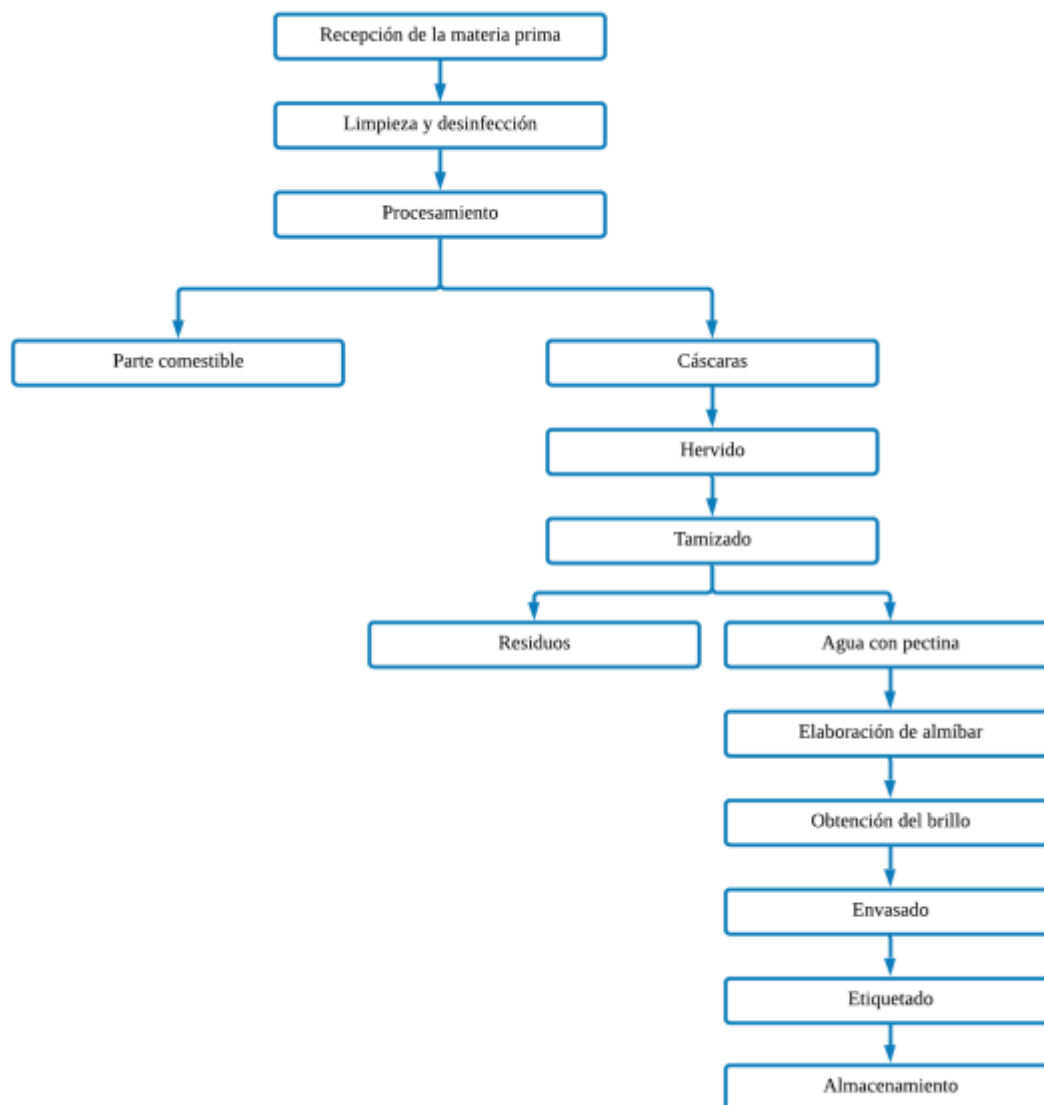 Recepción de la materia prima
Limpieza y desinfección
Procesamiento
Parte comestible
Cáscaras
Hervido
Tamizado
Residuos
Agua con pectina
Elaboración de almíbar
Obtención del brillo
Envasado
Etiquetado
Almacenamiento